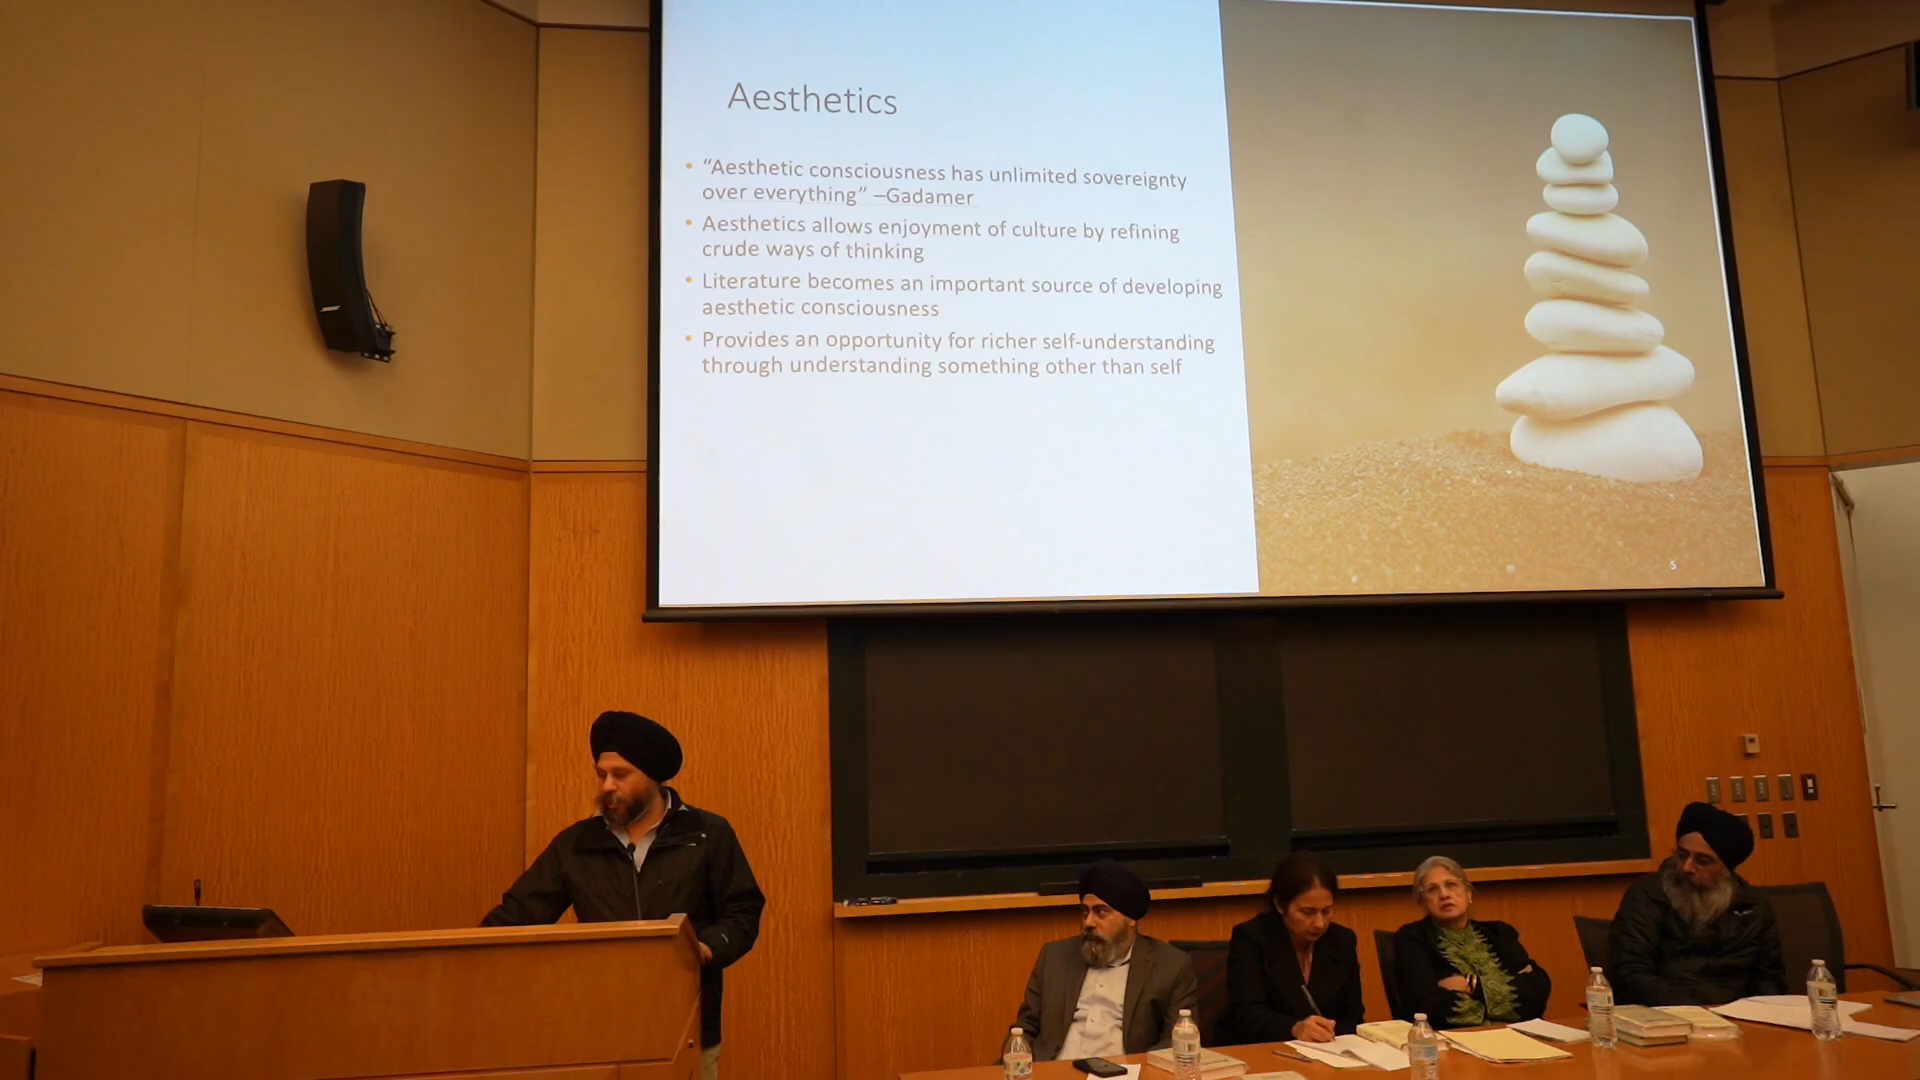 Aesthetics
• “Aesthetic consciousness has unlimited sovereignty
over everything” –Gadamer
• Aesthetics allows enjoyment of culture by refining
crude ways of thinking
• Literature becomes an important source of developing
aesthetic consciousness
• Provides an opportunity for richer self-understanding
through understanding something other than self
5